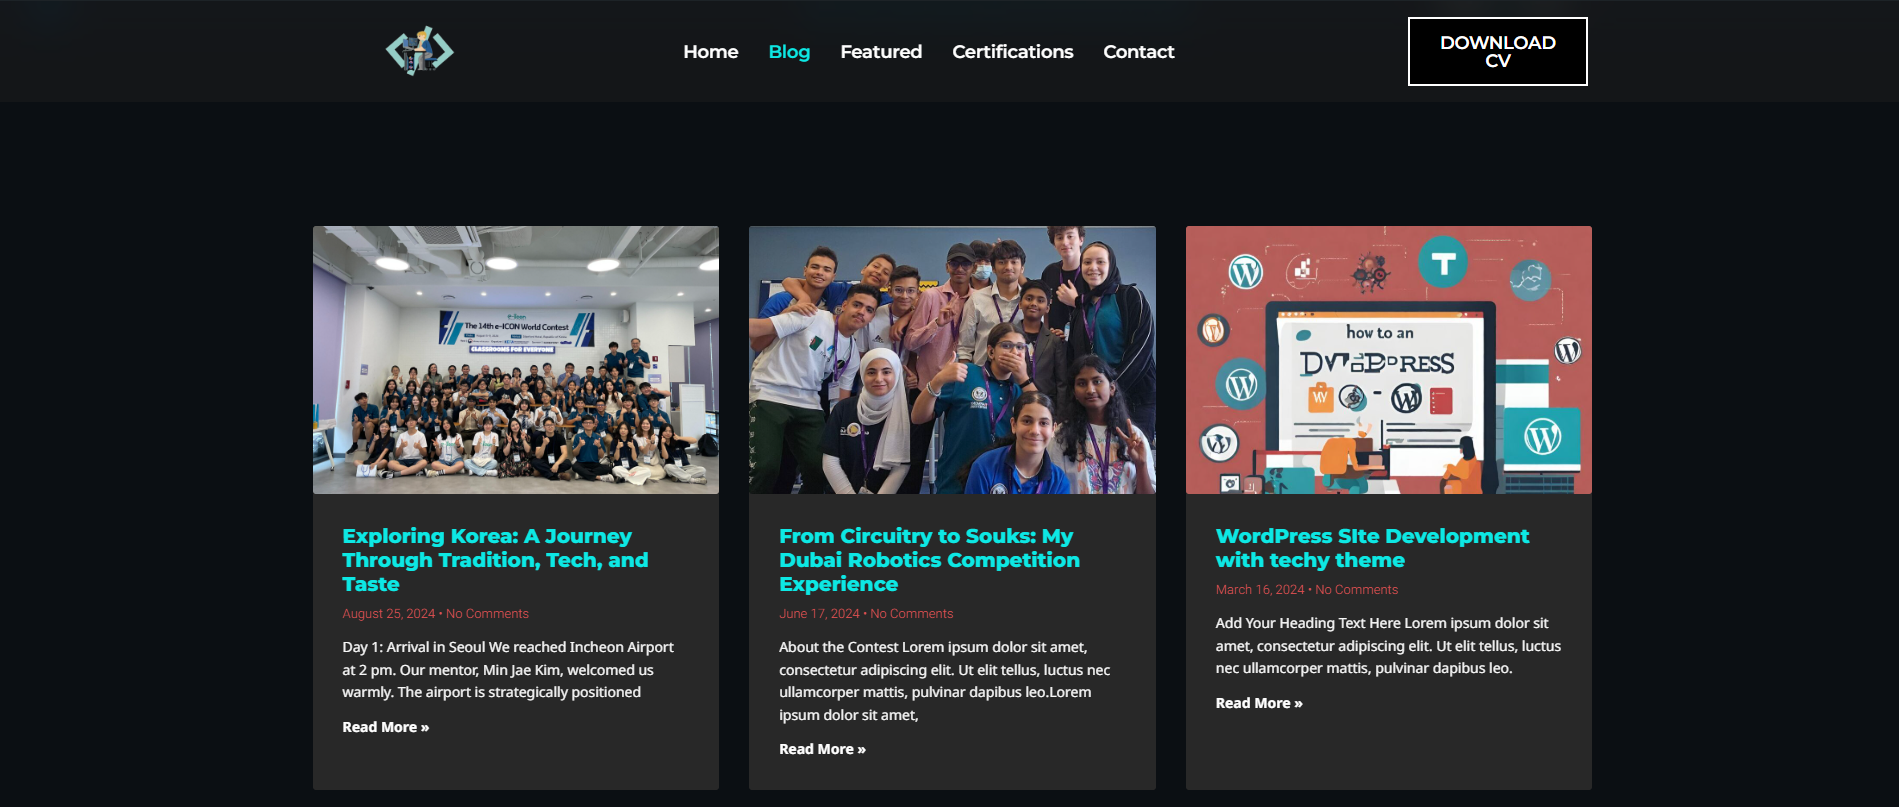 Home
Blog
Featured
Certifications
Contact
DOWNLOAD
CV
e-icon
The 14th e-ICON World Contest
CLASSROOMS FOR EVERYONE
how to an
Exploring Korea: A Journey
Through Tradition, Tech, and
Taste
August 25, 2024 • No Comments
Day 1: Arrival in Seoul We reached Incheon Airport
at 2 pm. Our mentor, Min Jae Kim, welcomed us
warmly. The airport is strategically positioned
Read More »
From Circuitry to Souks: My
Dubai Robotics Competition
Experience
June 17, 2024 • No Comments
About the Contest Lorem ipsum dolor sit amet,
consectetur adipiscing elit. Ut elit tellus, luctus nec
ullamcorper mattis, pulvinar dapibus leo.Lorem
ipsum dolor sit amet,
Read More »
WordPress SIte Development
with techy theme
March 16, 2024 • No Comments
Add Your Heading Text Here Lorem ipsum dolor sit
amet, consectetur adipiscing elit. Ut elit tellus, luctus
nec ullamcorper mattis, pulvinar dapibus leo.
Read More »